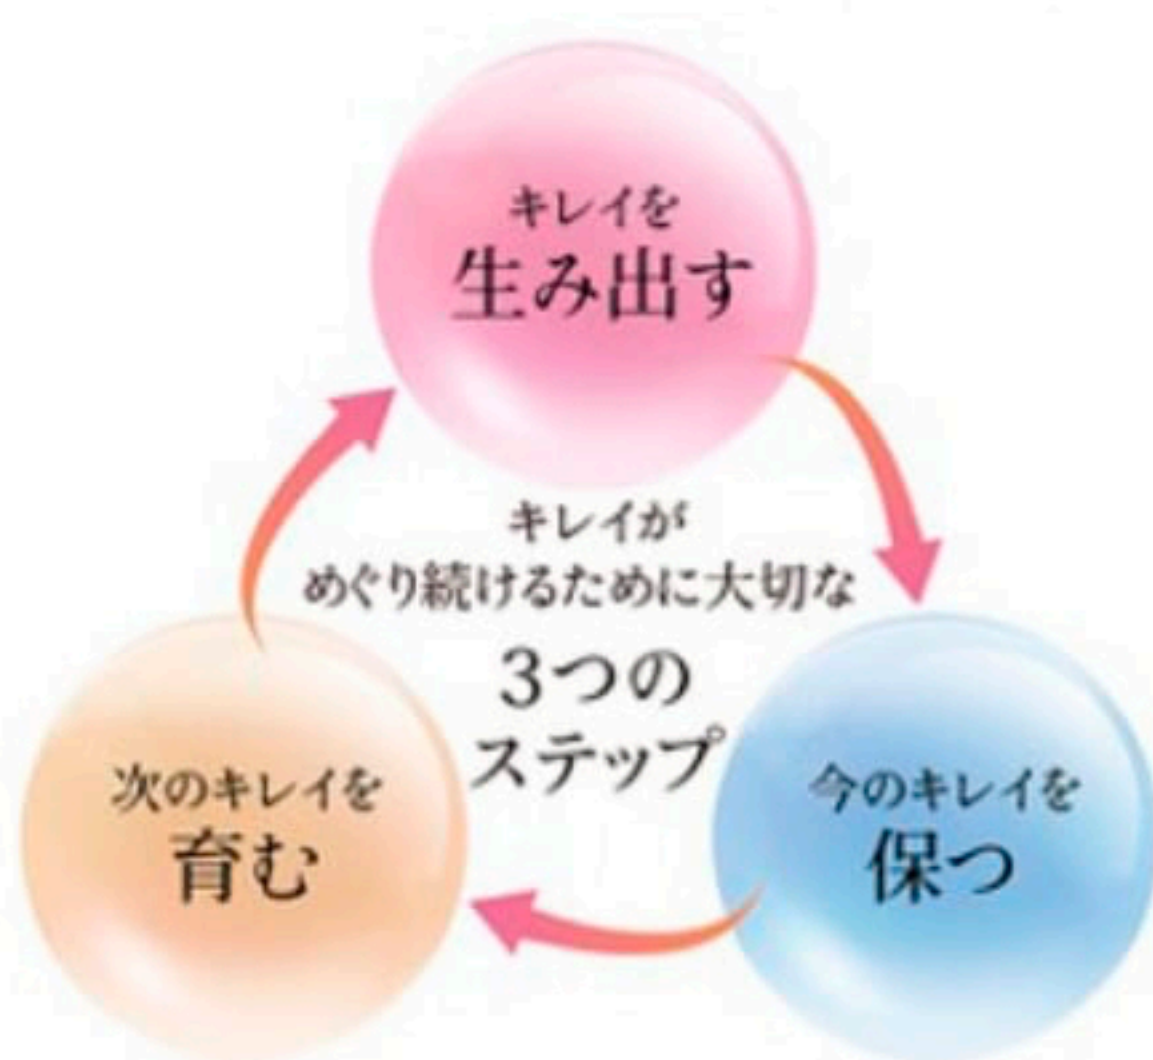 キレイを
生み出す
キレイが
めぐり続けるために大切な
3つの
ステップ
次のキレイを
育む
今のキレイを
保つ